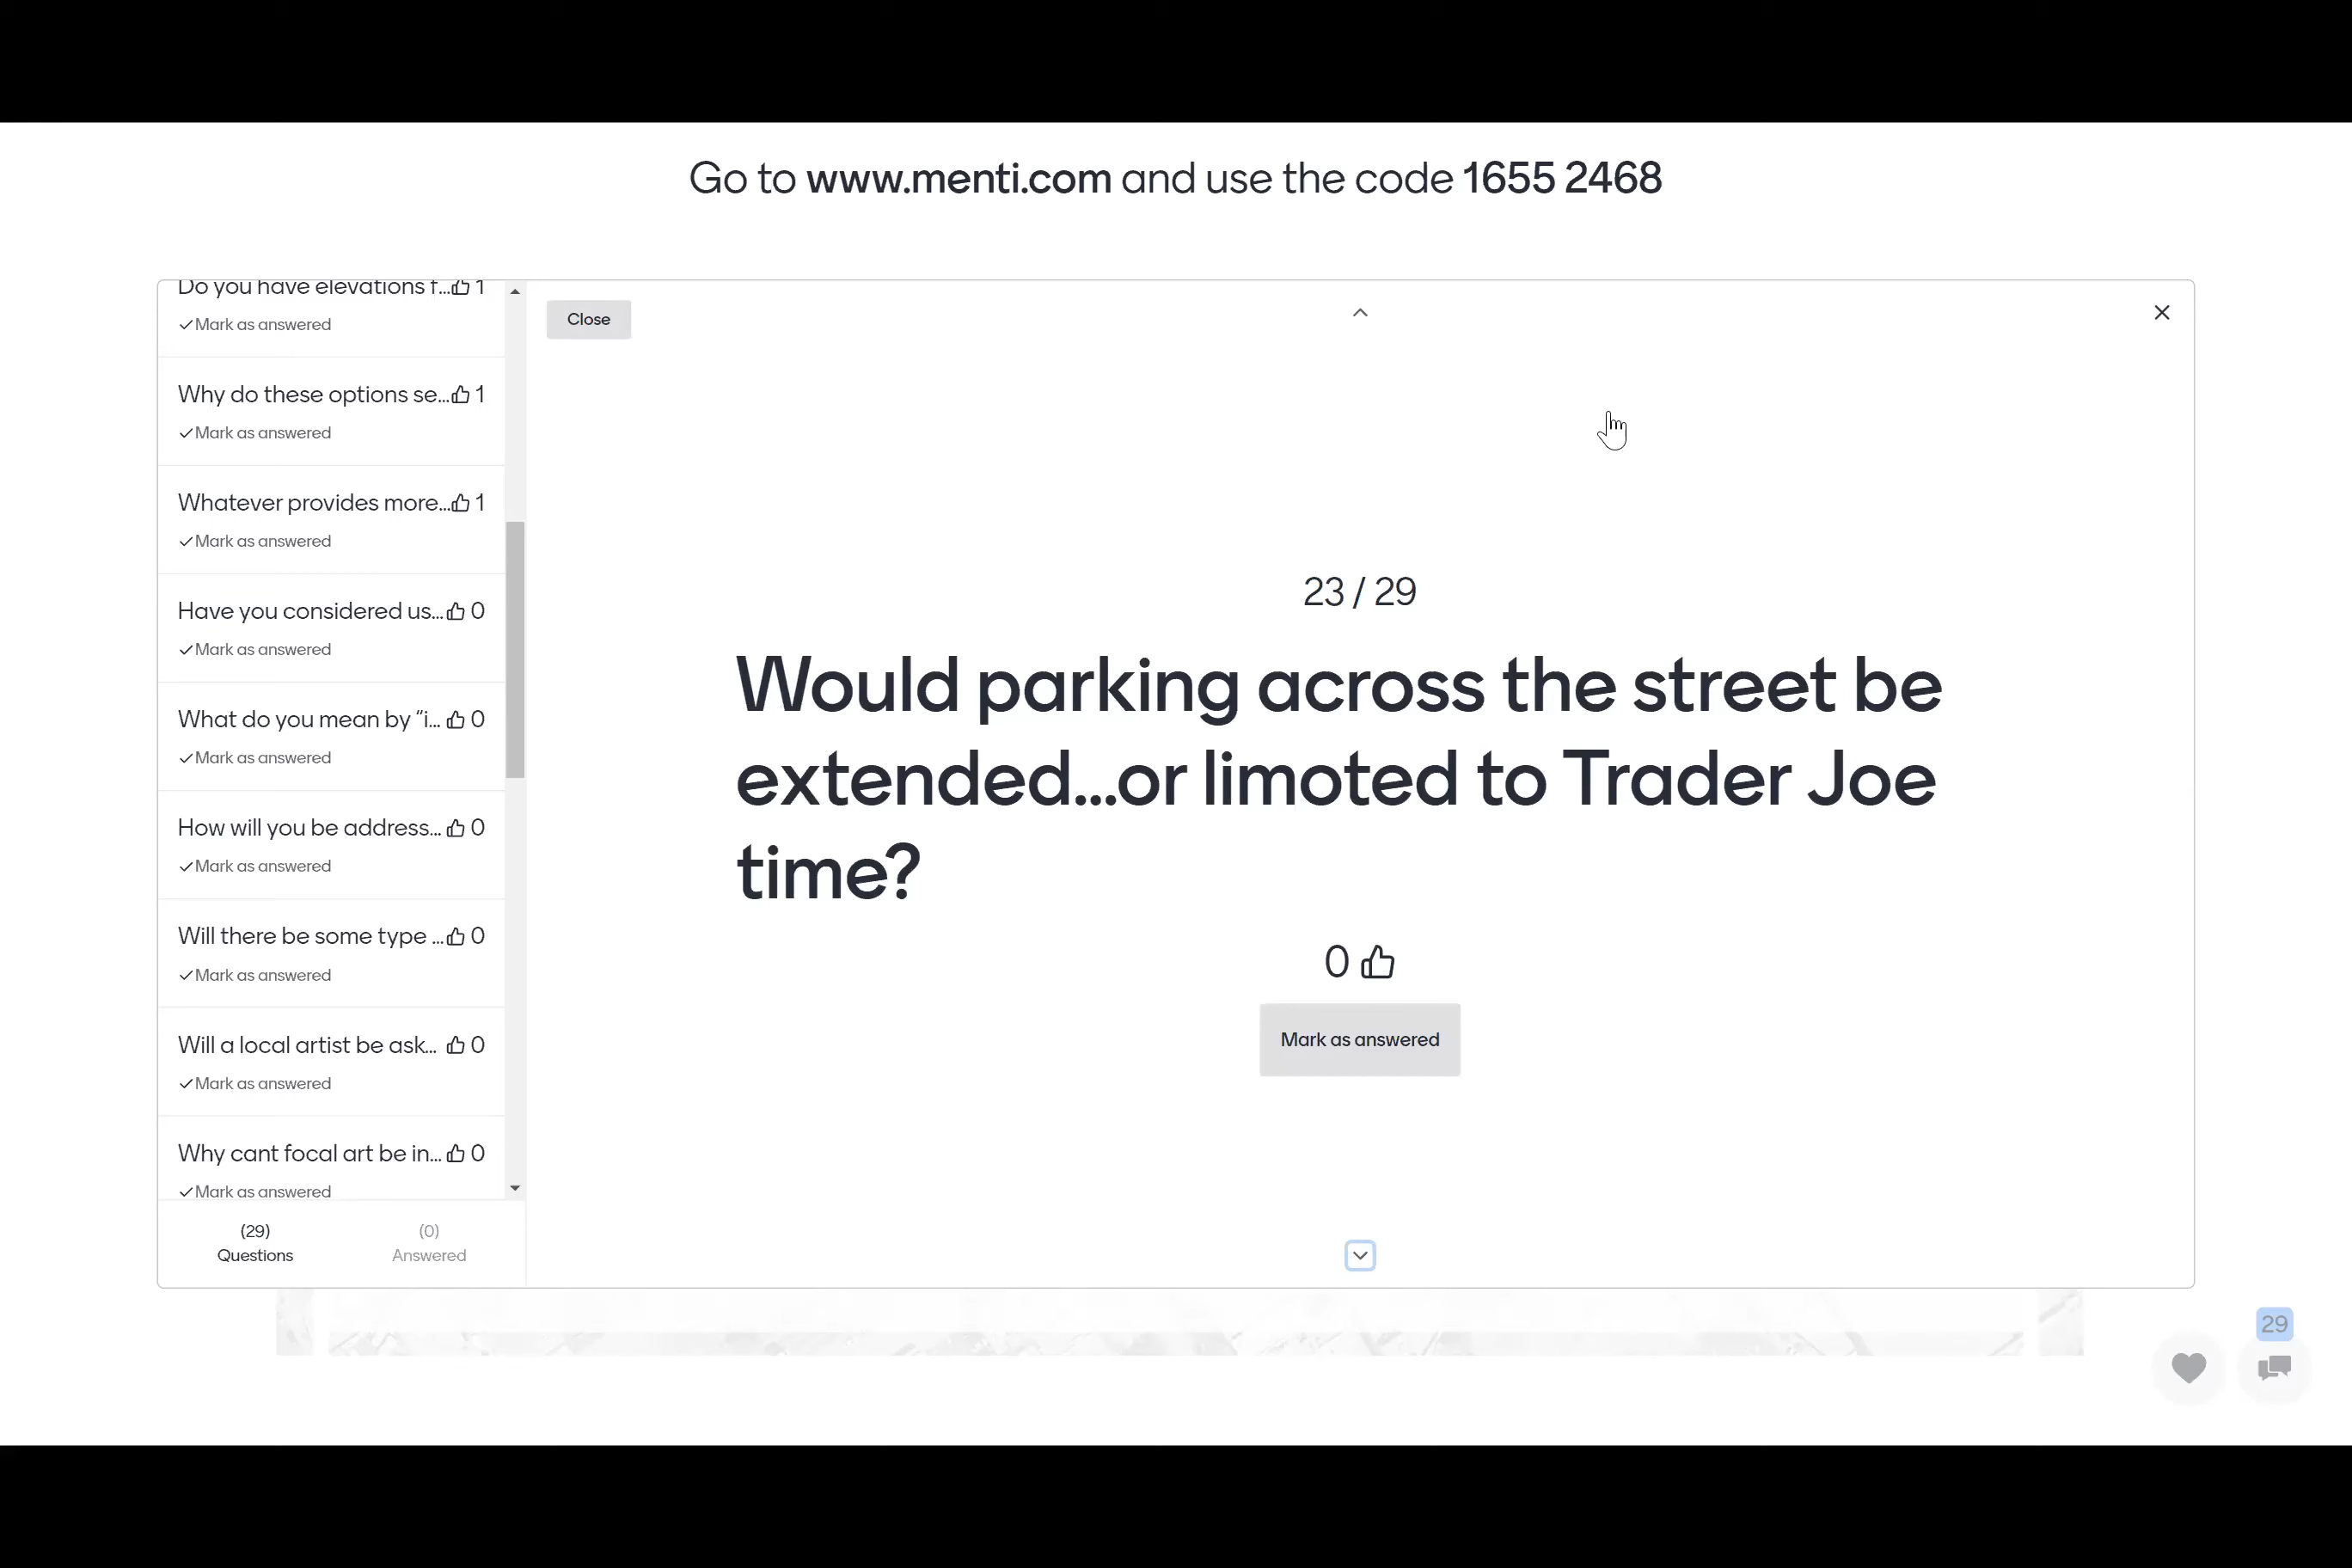 Go to www.menti.com and use the code 1655 2468
Do you have elevations f... 1
Mark as answered
Why do these options se... 1
Mark as answered
Whatever provides more... 1
Mark as answered
Have you considered us... 0
Mark as answered
What do you mean by “i... 0
Mark as answered
How will you be address... 0
Mark as answered
Will there be some type ... 0
Mark as answered
Will a local artist be ask... 0
Mark as answered
Why cant focal art be in... 0
Mark as answered
(29)
Questions
(0)
Answered
Close
23 / 29
Would parking across the street be
extended...or limoted to Trader Joe
time?
0
Mark as answered
29